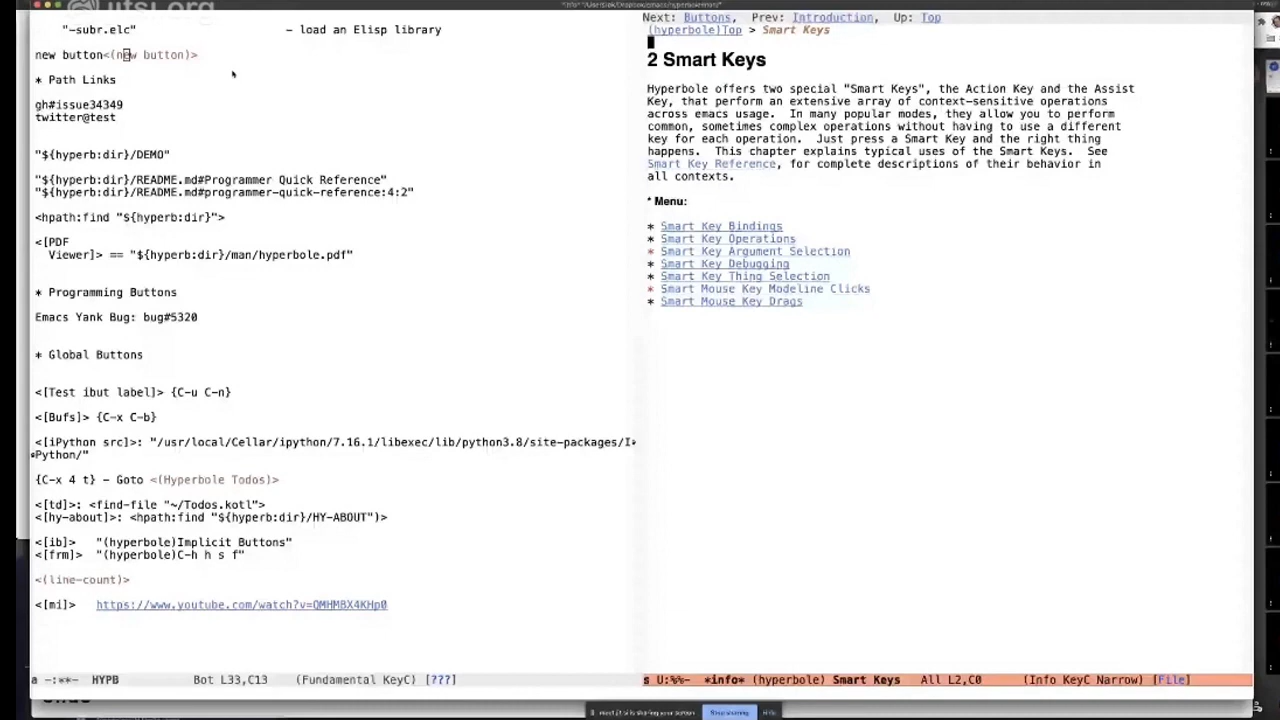 "-subr.elc" - load an Elisp library
new button<(new button)>
* Path Links
gh#issue34349
twitter@test
"${hyperb:dir}/DEMO"
"${hyperb:dir}/README.md#Programmer Quick Reference"
"${hyperb:dir}/README.md#programmer-quick-reference:4:2"
<hpath:find "${hyperb:dir}">
<[PDF
Viewer]> == "${hyperb:dir}/man/hyperbole.pdf"
* Programming Buttons
Emacs Yank Bug: bug#5320
* Global Buttons
<[Test ibut label]> {C-u C-n}
<[Bufs]> {C-x C-b}
<[iPython src]>: "/usr/local/Cellar/ipython/7.16.1/libexec/lib/python3.8/site-packages/I
Python/"
{C-x 4 t} - Goto <(Hyperbole Todos)>
<[td]>: <find-file "~/Todos.kotl">
<[hy-about]>: <hpath:find "${hyperb:dir}/HY-ABOUT")>
<[ib]> "(hyperbole)Implicit Buttons"
<[frm]> "(hyperbole)C-h h s f"
<(line-count)>
<[mi]> https://www.youtube.com/watch?v=QMHMBX4KHp0
a -:**- HYPB Bot L33,C13 (Fundamental KeyC) [???]
Next: Buttons, Prev: Introduction, Up: Top
(hyperbole)Top > Smart Keys
2 Smart Keys
Hyperbole offers two special "Smart Keys", the Action Key and the Assist
Key, that perform an extensive array of context-sensitive operations
across emacs usage. In many popular modes, they allow you to perform
common, sometimes complex operations without having to use a different
key for each operation. Just press a Smart Key and the right thing
happens. This chapter explains typical uses of the Smart Keys. See
Smart Key Reference, for complete descriptions of their behavior in
all contexts.
* Menu:
* Smart Key Bindings
* Smart Key Operations
* Smart Key Argument Selection
* Smart Key Debugging
* Smart Key Thing Selection
* Smart Mouse Key Modeline Clicks
* Smart Mouse Key Drags
s U:%%- *info* (hyperbole) Smart Keys All L2,C0 (Info KeyC Narrow) [File]
meet.jit.si is sharing your screen Stop sharing